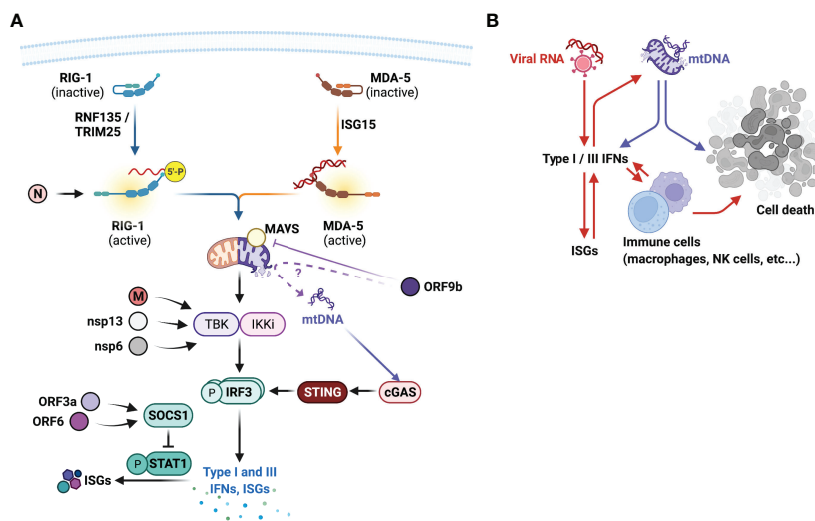 A
RIG-1
(inactive)
MDA-5
(inactive)
RNF135 /
TRIM25
ISG15
5'-P
N
RIG-1
(active)
MDA-5
(active)
MAVS
?
ORF9b
mtDNA
M
nsp13
nsp6
TBK
IKKi
P
IRF3
STING
cGAS
ORF3a
ORF6
SOCS1
P
STAT1
ISGs
Type I and III
IFNs, ISGs
B
Viral RNA
mtDNA
Type I / III IFNs
Cell death
ISGs
Immune cells
(macrophages, NK cells, etc...)